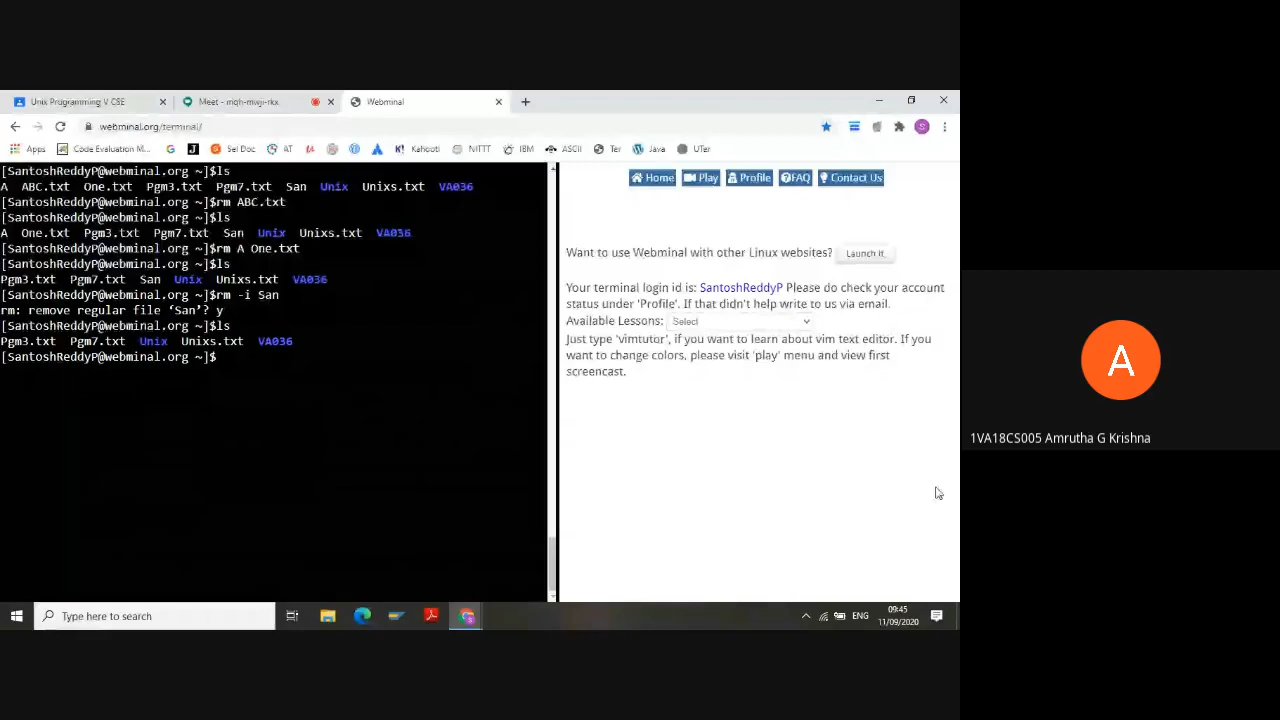 Unix Programming V CSE
Meet - mqh-mwji-rkx
Webminal
webminal.org/terminal/
Apps
Code Evaluation M...
Sel Doc
AT
Kahoot!
NITTT
IBM
ASCII
Ter
Java
UTer
[SantoshReddyP@webminal.org ~]$ls
A ABC.txt One.txt Pgm3.txt Pgm7.txt San Unix Unixs.txt VA036
[SantoshReddyP@webminal.org ~]$rm ABC.txt
[SantoshReddyP@webminal.org ~]$ls
A One.txt Pgm3.txt Pgm7.txt San Unix Unixs.txt VA036
[SantoshReddyP@webminal.org ~]$rm A One.txt
[SantoshReddyP@webminal.org ~]$ls
Pgm3.txt Pgm7.txt San Unix Unixs.txt VA036
[SantoshReddyP@webminal.org ~]$rm -i San
rm: remove regular file ‘San’? y
[SantoshReddyP@webminal.org ~]$ls
Pgm3.txt Pgm7.txt Unix Unixs.txt VA036
[SantoshReddyP@webminal.org ~]$
Home Play Profile FAQ Contact Us
Want to use Webminal with other Linux websites? Launch it
Your terminal login id is: SantoshReddyP Please do check your account
status under 'Profile'. If that didn't help write to us via email.
Available Lessons: Select
Just type 'vimtutor', if you want to learn about vim text editor. If you
want to change colors, please visit 'play' menu and view first
screencast.
A
1VA18CS005 Amrutha G Krishna
Type here to search
ENG
09:45
11/09/2020